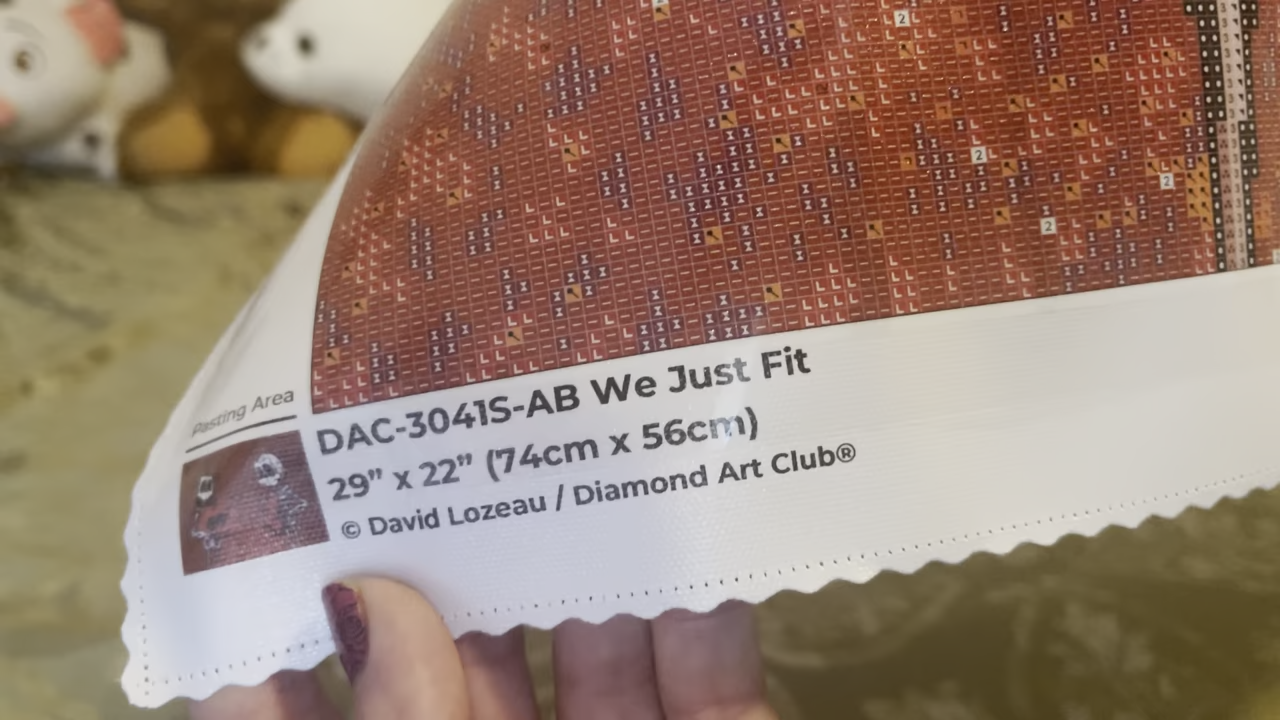 Pasting Area
DAC-3041S-AB We Just Fit
29” x 22” (74cm x 56cm)
© David Lozeau / Diamond Art Club®